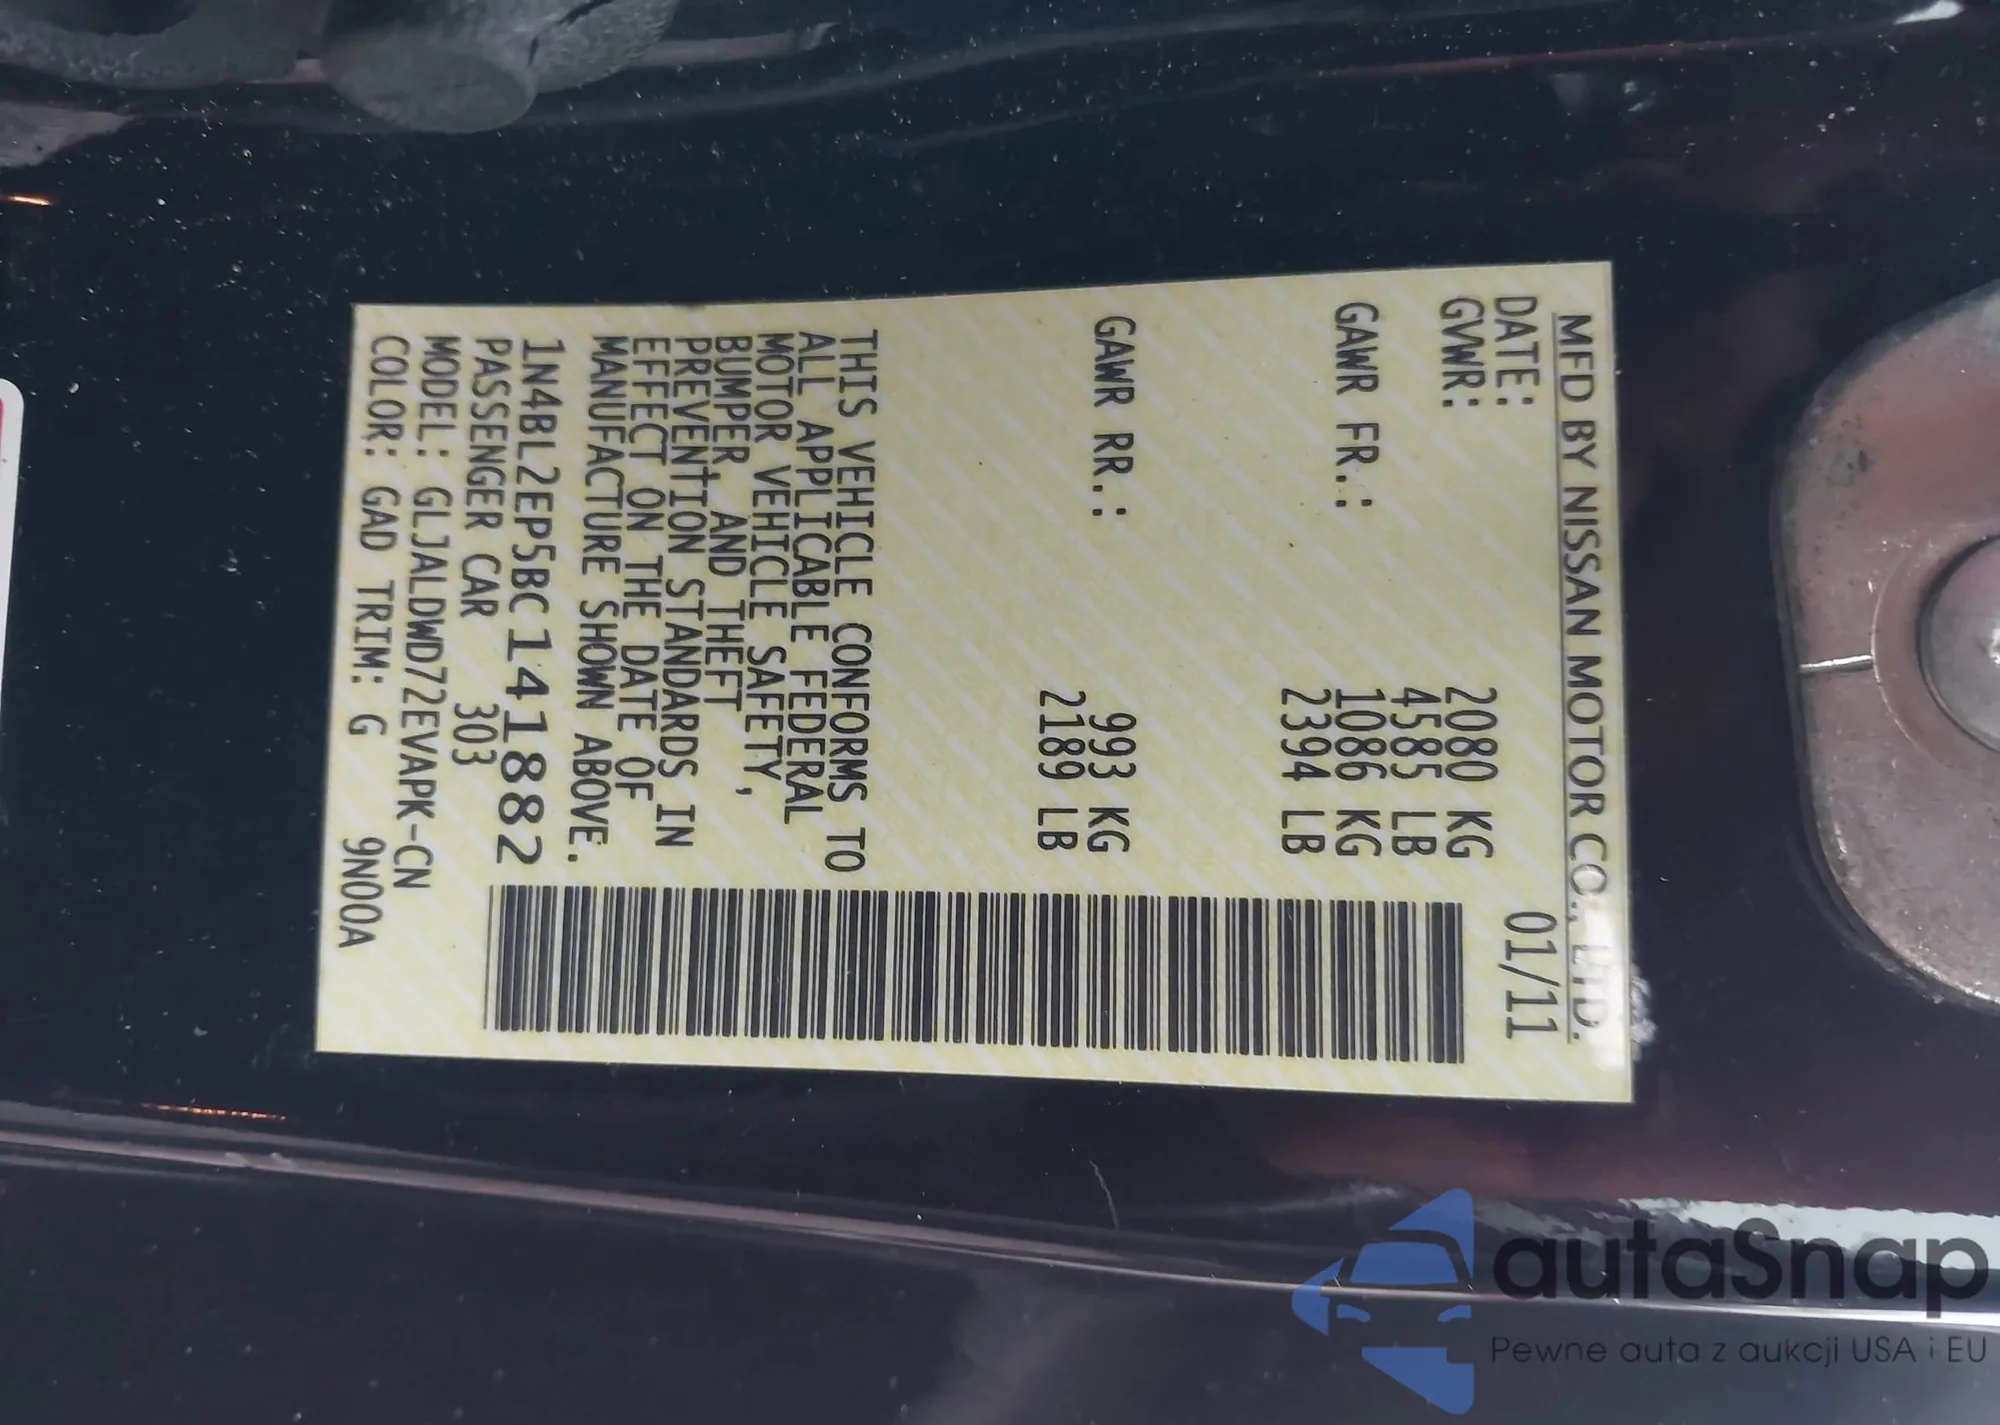 MFD BY NISSAN MOTOR CO., LTD.
DATE: 01/11
GVWR: 2080 KG
4585 LB
GAWR FR.: 1086 KG
2394 LB
GAWR RR.: 993 KG
2189 LB
THIS VEHICLE CONFORMS TO
ALL APPLICABLE FEDERAL
MOTOR VEHICLE SAFETY,
BUMPER, AND THEFT
PREVENTION STANDARDS IN
EFFECT ON THE DATE OF
MANUFACTURE SHOWN ABOVE.
1N4BL2EP5BC141882
PASSENGER CAR 303
MODEL: GLJALDWD72EVAPK-CN
COLOR: GAD TRIM: G 9N00A
autaSnap
Pewne auta z aukcji USA i EU